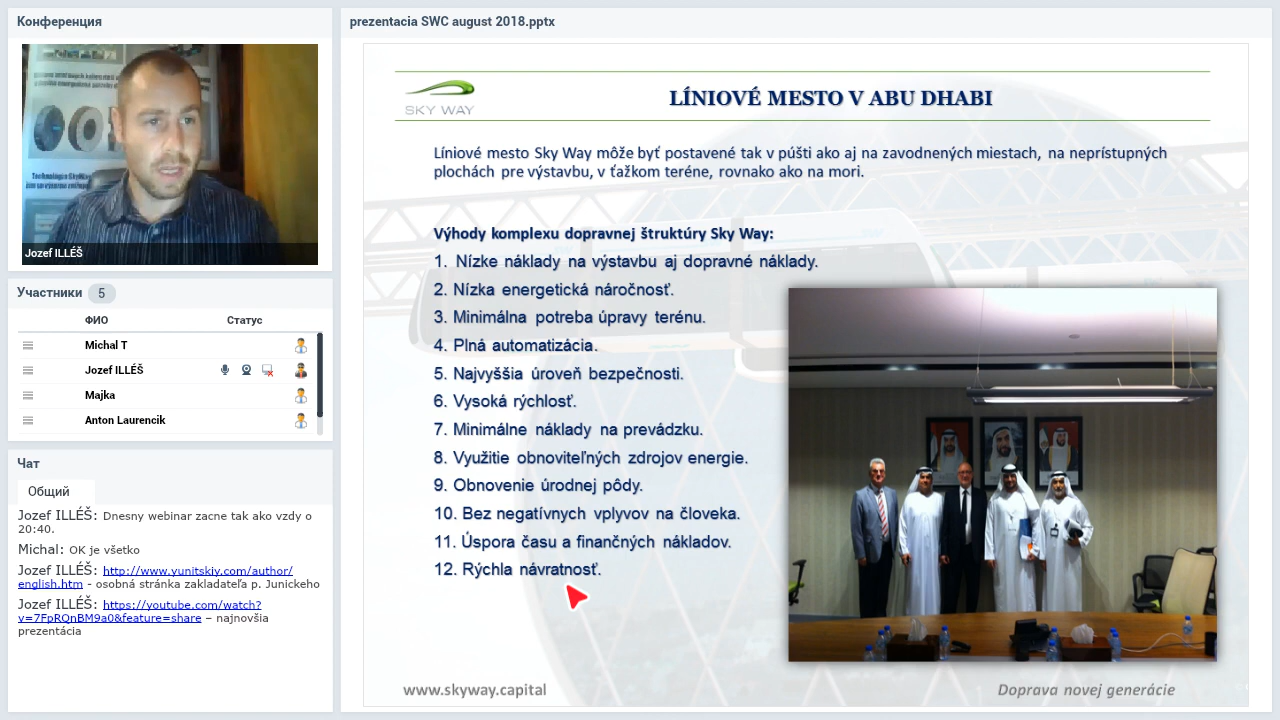 Конференция
Jozef ILLÉŠ
Участники 5
ФИО Статус
Michal T
Jozef ILLÉŠ
Majka
Anton Laurencik
Чат
Общий
Jozef ILLÉŠ: Dnesny webinar zacne tak ako vzdy o
20:40.
Michal: OK je všetko
Jozef ILLÉŠ: http://www.yunitskiy.com/author/
english.htm - osobná stránka zakladateľa p. Junickeho
Jozef ILLÉŠ: https://youtube.com/watch?
v=7FpRQnBM9a0&feature=share – najnovšia
prezentácia
prezentacia SWC august 2018.pptx
SKY WAY
LÍNIOVÉ MESTO V ABU DHABI
Líniové mesto Sky Way môže byť postavené tak v púšti ako aj na zavodnených miestach, na neprístupných
plochách pre výstavbu, v ťažkom teréne, rovnako ako na mori.
Výhody komplexu dopravnej štruktúry Sky Way:
1. Nízke náklady na výstavbu aj dopravné náklady.
2. Nízka energetická náročnosť.
3. Minimálna potreba úpravy terénu.
4. Plná automatizácia.
5. Najvyššia úroveň bezpečnosti.
6. Vysoká rýchlosť.
7. Minimálne náklady na prevádzku.
8. Využitie obnoviteľných zdrojov energie.
9. Obnovenie úrodnej pôdy.
10. Bez negatívnych vplyvov na človeka.
11. Úspora času a finančných nákladov.
12. Rýchla návratnosť.
www.skyway.capital
Doprava novej generácie